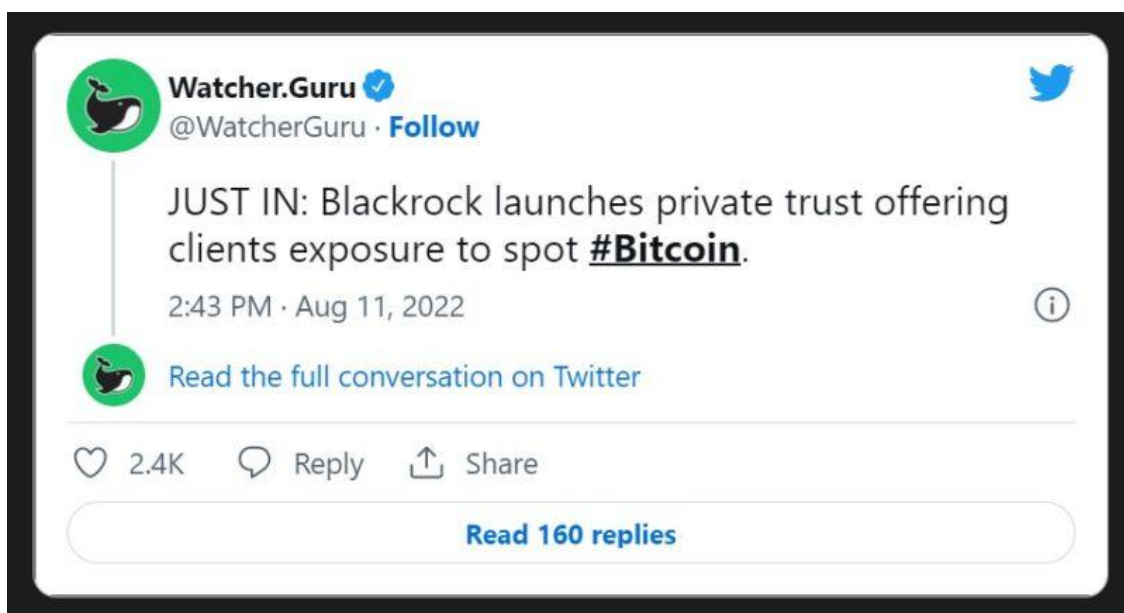 Watcher.Guru
@WatcherGuru · Follow
JUST IN: Blackrock launches private trust offering
clients exposure to spot #Bitcoin.
2:43 PM · Aug 11, 2022
Read the full conversation on Twitter
2.4K Reply Share
Read 160 replies